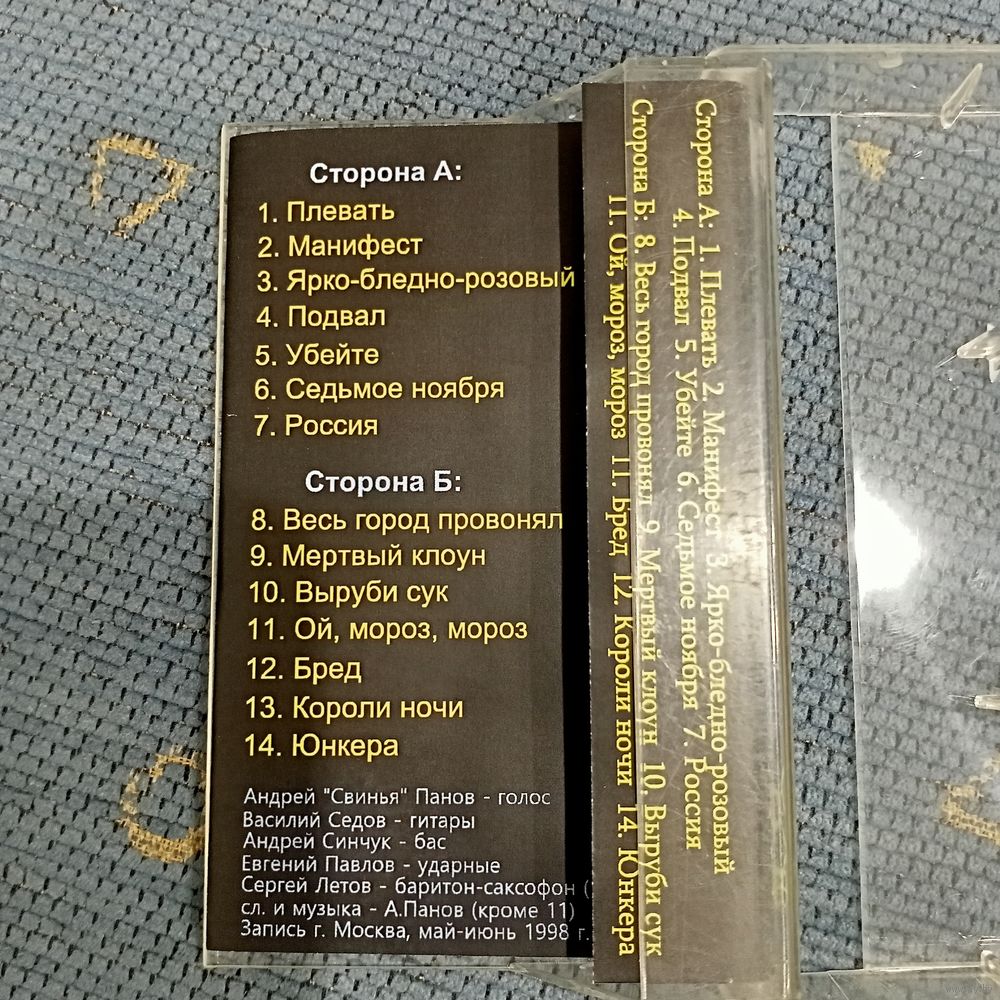 Сторона А:
1. Плевать
2. Манифест
3. Ярко-бледно-розовый
4. Подвал
5. Убейте
6. Седьмое ноября
7. Россия
Сторона Б:
8. Весь город провонял
9. Мертвый клоун
10. Выруби сук
11. Ой, мороз, мороз
12. Бред
13. Короли ночи
14. Юнкера
Андрей "Свинья" Панов - голос
Василий Седов - гитары
Андрей Синчук - бас
Евгений Павлов - ударные
Сергей Летов - баритон-саксофон (
сл. и музыка - А.Панов (кроме 11)
Запись г. Москва, май-июнь 1998 г.
Сторона А: 1. Плевать 2. Манифест 3. Ярко-бледно-розовый
4. Подвал 5. Убейте 6. Седьмое ноября 7. Россия
Сторона Б: 8. Весь город провонял 9. Мертвый клоун 10. Выруби сук
11. Ой, мороз, мороз 11. Бред 12. Короли ночи 14. Юнкера